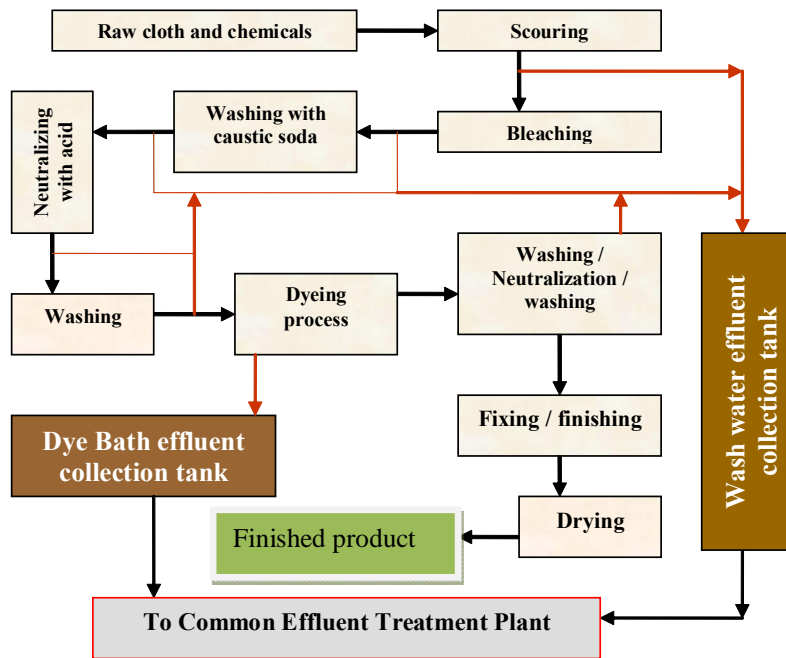 Raw cloth and chemicals
Scouring
Washing with
caustic soda
Bleaching
Neutralizing
with acid
Washing /
Neutralization /
washing
Washing
Dyeing
process
Wash water effluent
collection tank
Fixing / finishing
Dye Bath effluent
collection tank
Drying
Finished product
To Common Effluent Treatment Plant